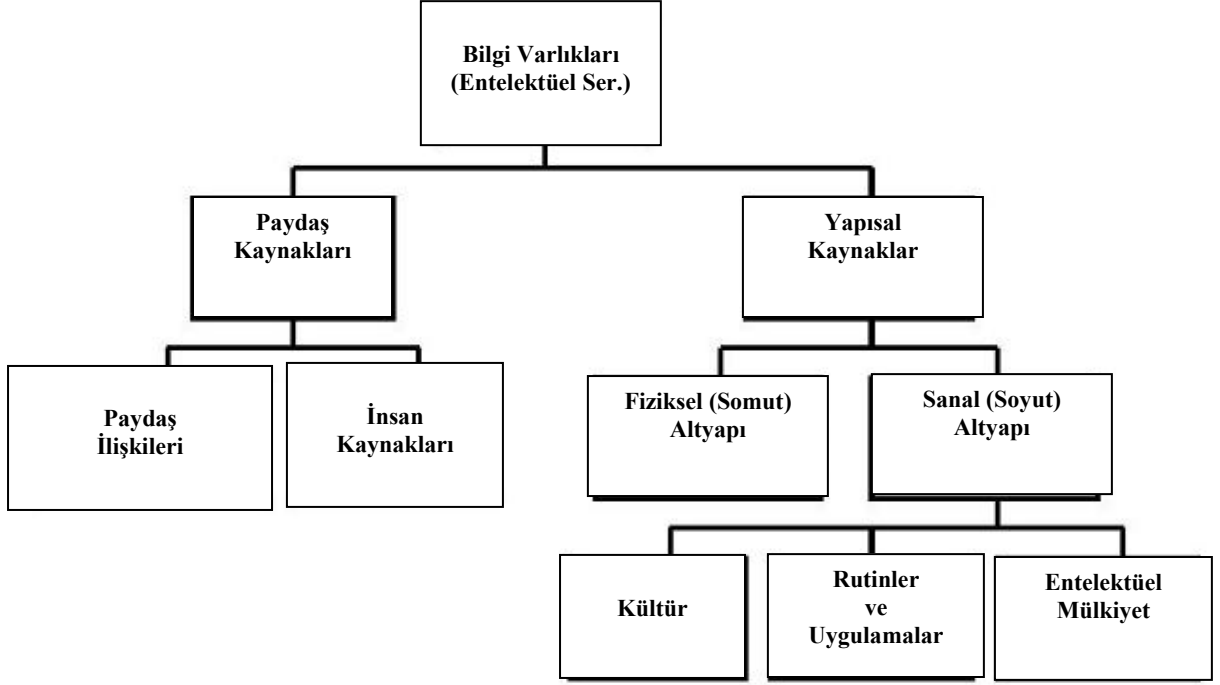 Bilgi Varlıkları
(Entelektüel Ser.)
Paydaş
Kaynakları
Yapısal
Kaynaklar
Paydaş
İlişkileri
İnsan
Kaynakları
Fiziksel (Somut)
Altyapı
Sanal (Soyut)
Altyapı
Kültür
Rutinler
ve
Uygulamalar
Entelektüel
Mülkiyet